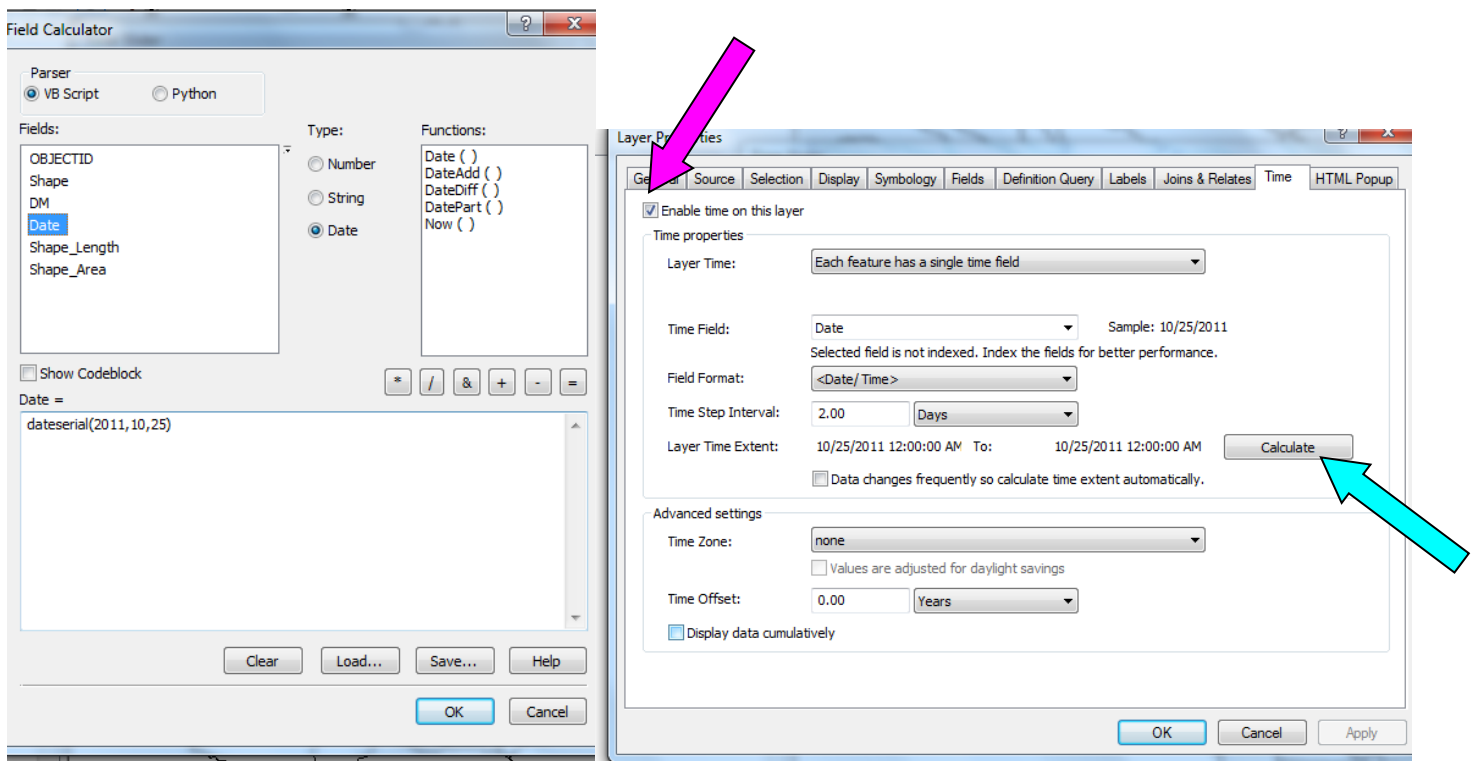 Field Calculator
Parser
VB Script
Python
Fields:
OBJECTID
Shape
DM
Date
Shape_Length
Shape_Area
Type:
Number
String
Date
Functions:
Date ( )
DateAdd ( )
DateDiff ( )
DatePart ( )
Now ( )
Show Codeblock
* / & + - =
Date =
dateserial(2011,10,25)
Clear Load... Save... Help
OK Cancel
Layer
General Source Selection Display Symbology Fields Definition Query Labels Joins & Relates Time HTML Popup
Enable time on this layer
Time properties
Layer Time: Each feature has a single time field
Time Field: Date Sample: 10/25/2011
Selected field is not indexed. Index the fields for better performance.
Field Format: <Date/Time>
Time Step Interval: 2.00 Days
Layer Time Extent: 10/25/2011 12:00:00 AM To: 10/25/2011 12:00:00 AM Calculate
Data changes frequently so calculate time extent automatically.
Advanced settings
Time Zone: none
Values are adjusted for daylight savings
Time Offset: 0.00 Years
Display data cumulatively
OK Cancel Apply